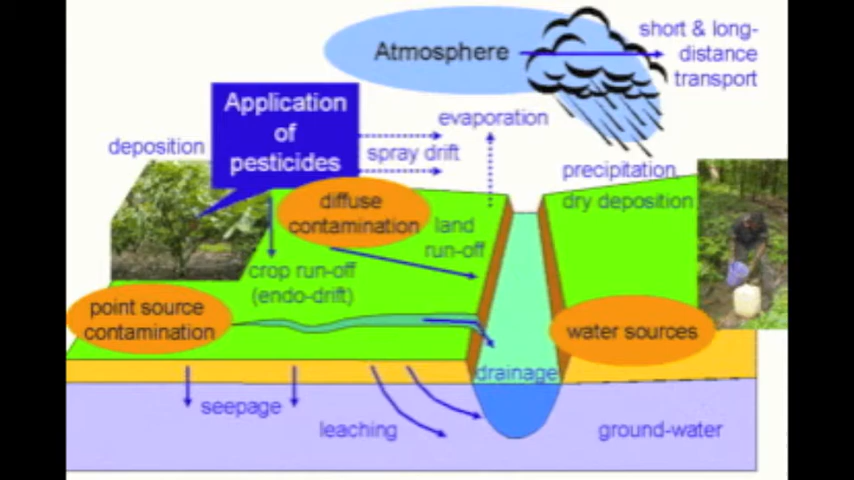 short & long-
distance
transport
Atmosphere
Application
of
pesticides
evaporation
deposition
spray drift
precipitation
dry deposition
diffuse
contamination
land
run-off
crop run-off
(endo-drift)
point source
contamination
water sources
drainage
seepage
leaching
ground-water